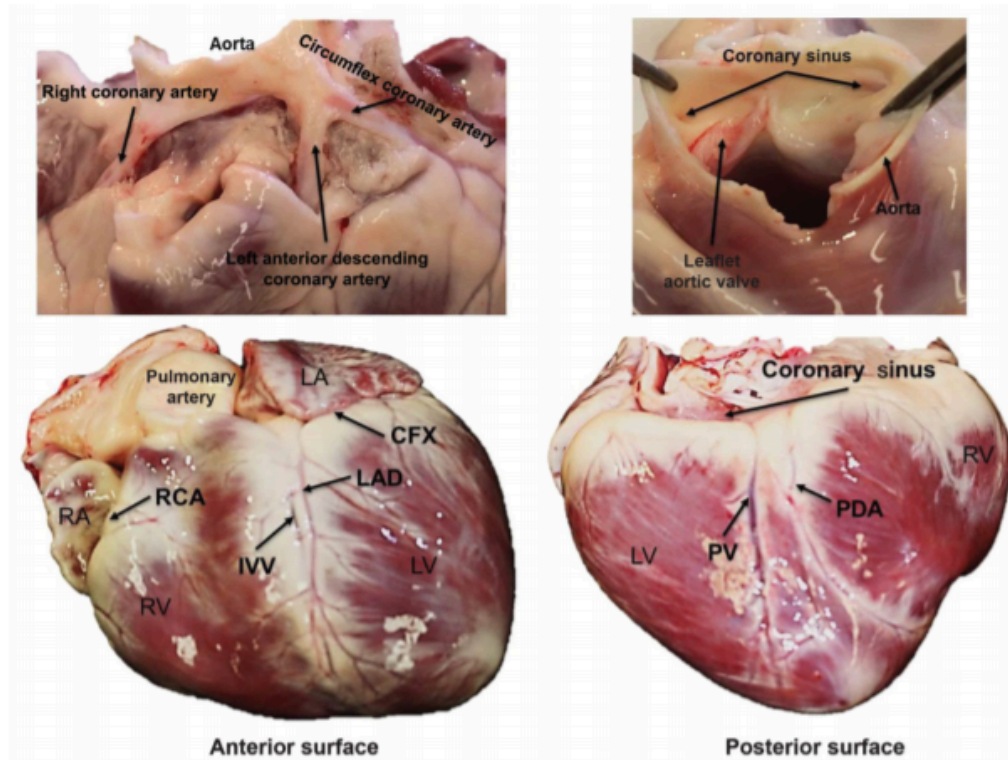 Aorta
Circumflex coronary
artery
Right coronary artery
Left anterior descending
coronary artery
Coronary sinus
Aorta
Leaflet
aortic valve
Pulmonary
artery
LA
CFX
LAD
RCA
RA
IVV
LV
RV
Anterior surface
Coronary sinus
RV
PDA
PV
LV
Posterior surface